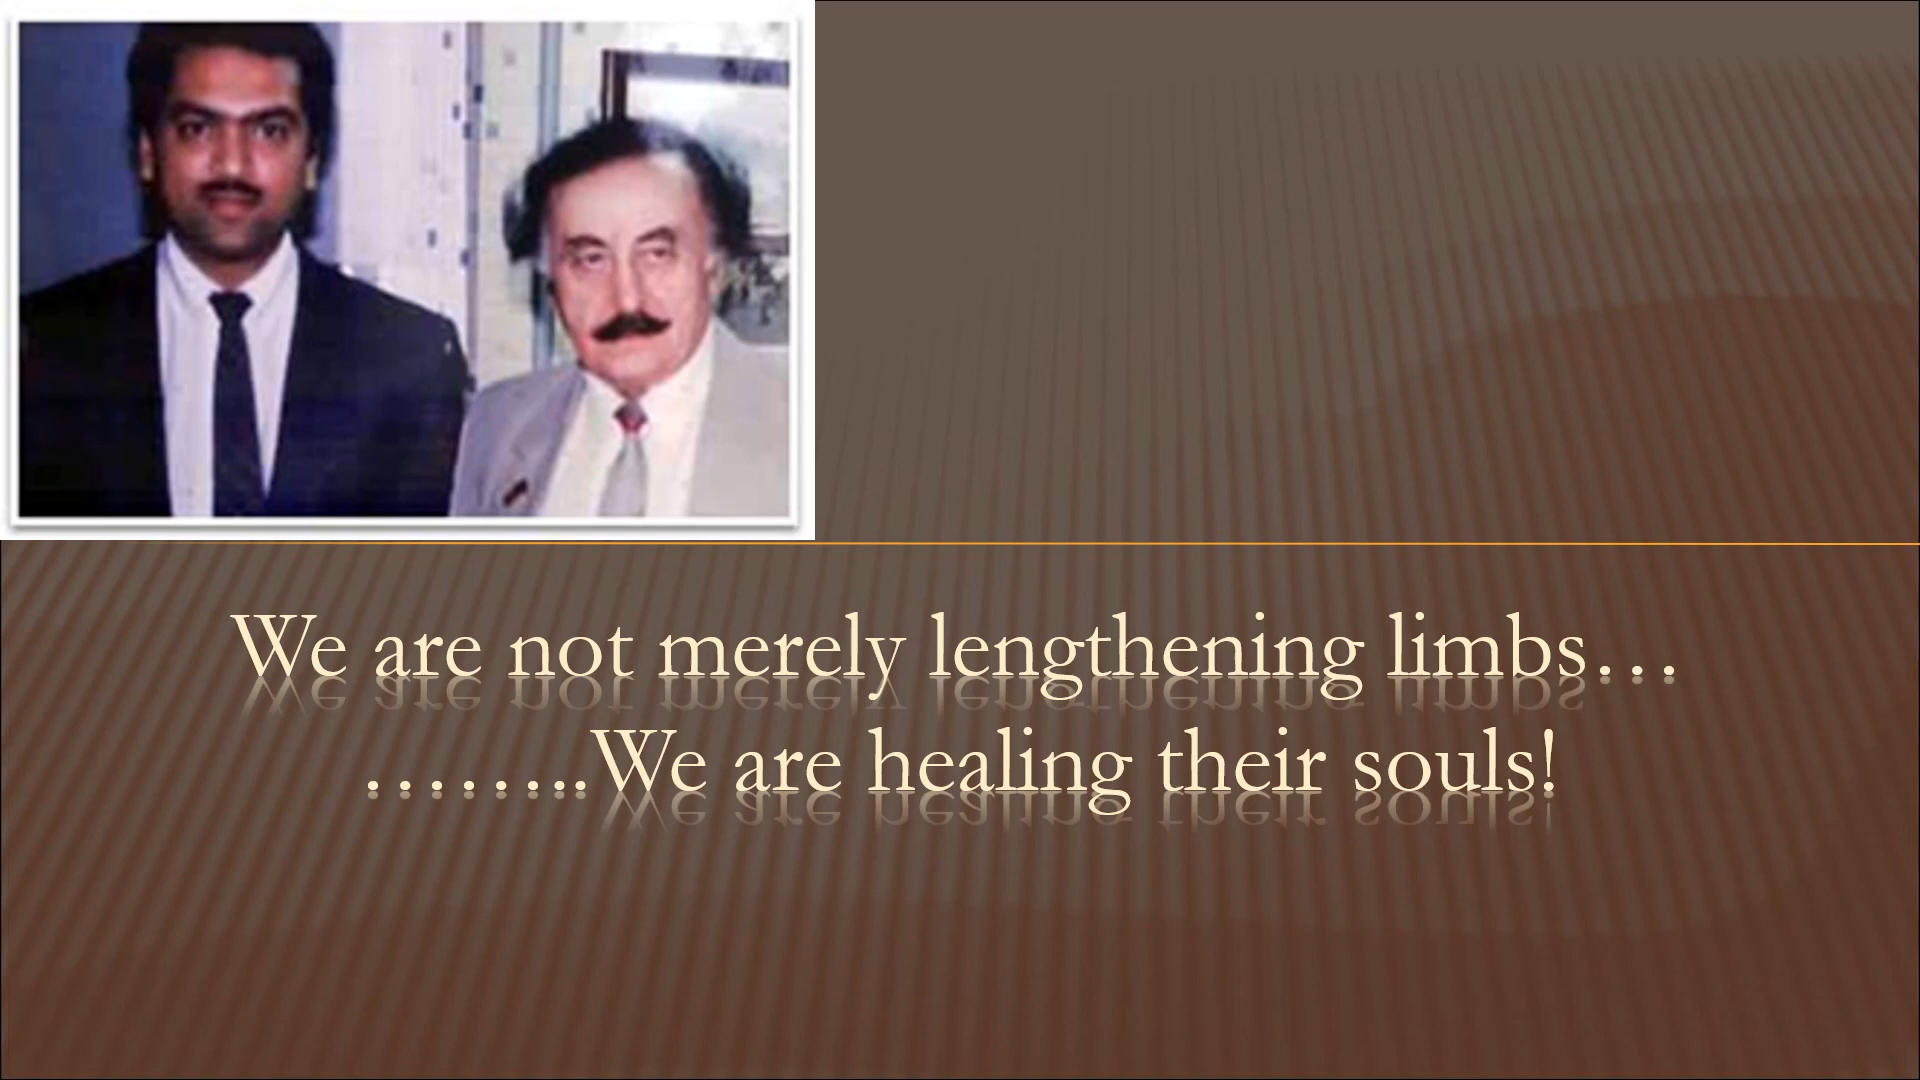 We are not merely lengthening limbs…
……..We are healing their souls!